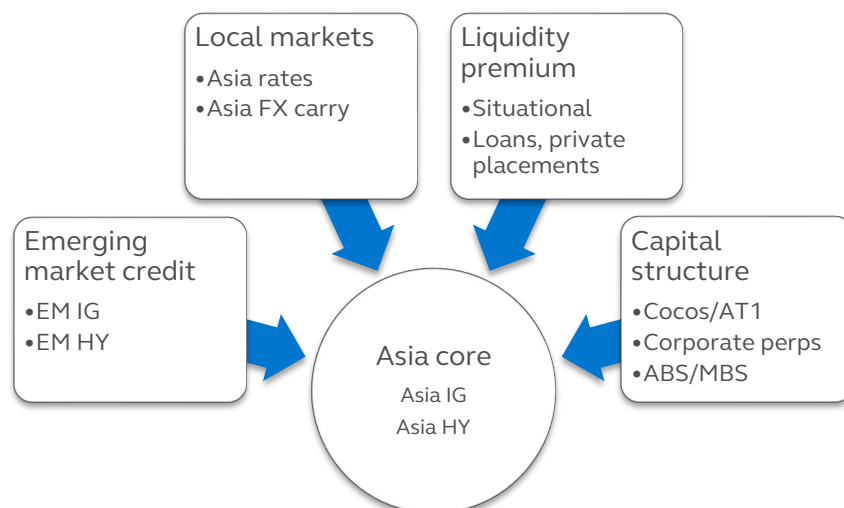 Local markets
•Asia rates
•Asia FX carry
Liquidity
premium
•Situational
•Loans, private
placements
Emerging
market credit
•EM IG
•EM HY
Capital
structure
•Cocos/AT1
•Corporate perps
•ABS/MBS
Asia core
Asia IG
Asia HY